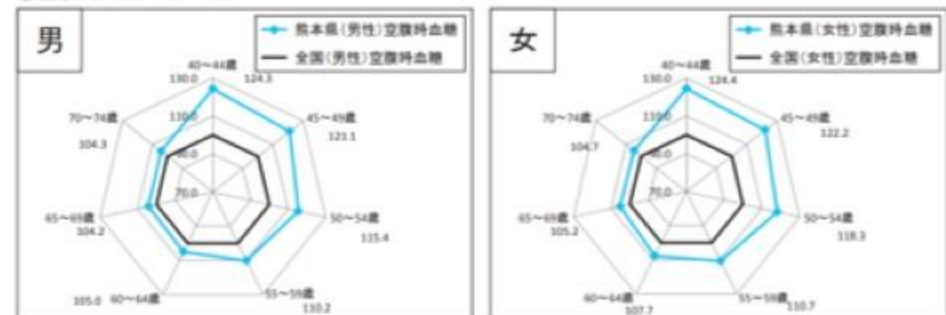 男
熊本県(男性)空腹時血糖
全国(男性)空腹時血糖
40～44歳
130.0
124.3
110.0
90.0
70.0
45～49歳
121.1
50～54歳
115.4
55～59歳
110.2
60～64歳
105.0
65～69歳
104.2
70～74歳
104.3
女
熊本県(女性)空腹時血糖
全国(女性)空腹時血糖
40～44歳
130.0
124.4
110.0
90.0
70.0
45～49歳
122.2
50～54歳
118.3
55～59歳
110.7
60～64歳
107.7
65～69歳
105.2
70～74歳
104.7